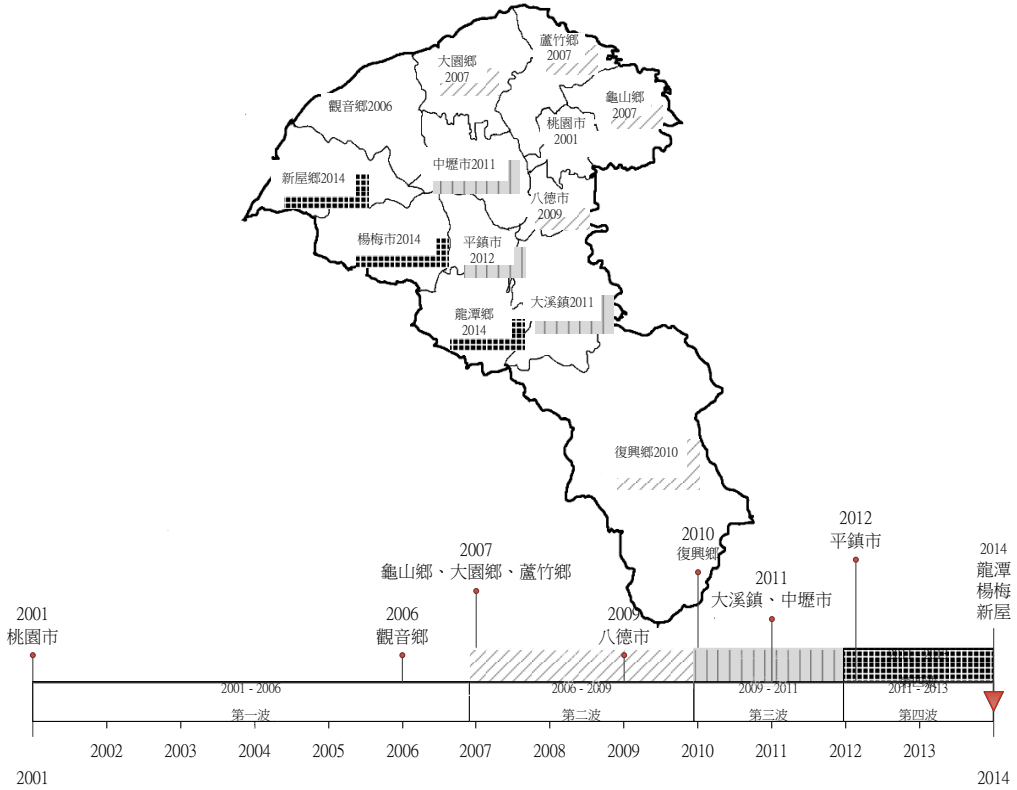 蘆竹鄉
2007
大園鄉
2007
龜山鄉
2007
觀音鄉2006
桃園市
2001
中壢市2011
新屋鄉2014
八德市
2009
楊梅市2014
平鎮市
2012
大溪鎮2011
龍潭鄉
2014
復興鄉2010
2001
桃園市
2006
觀音鄉
2007
龜山鄉、大園鄉、蘆竹鄉
2009
八德市
2010
復興鄉
2011
大溪鎮、中壢市
2012
平鎮市
2014
龍潭
楊梅
新屋
2001 - 2006
第一波
2006 - 2009
第二波
2009 - 2011
第三波
2011 - 2013
第四波
2002 2003 2004 2005 2006 2007 2008 2009 2010 2011 2012 2013
2001 2014